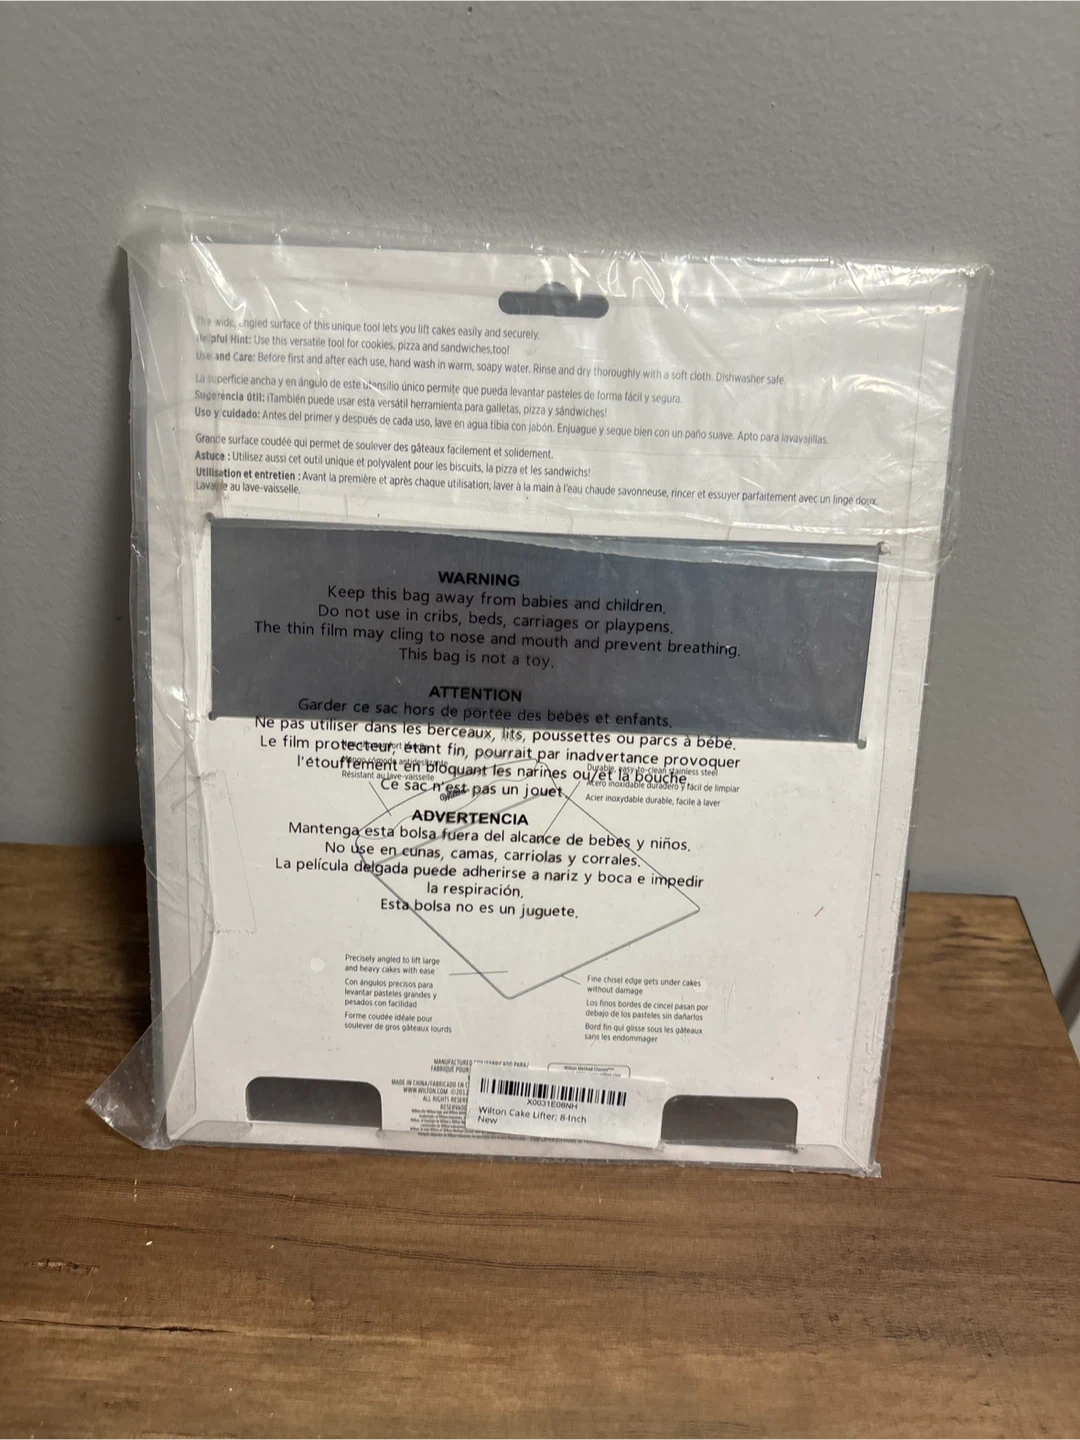 The wide, angled surface of this unique tool lets you lift cakes easily and securely.
Helpful Hint: Use this versatile tool for cookies, pizza and sandwiches,too!
Use and Care: Before first and after each use, hand wash in warm, soapy water. Rinse and dry thoroughly with a soft cloth. Dishwasher safe.
La superficie ancha y en ángulo de este utensilio único permite que pueda levantar pasteles de forma fácil y segura.
Sugerencia útil: ¡También puede usar esta versátil herramienta para galletas, pizza y sándwiches!
Uso y cuidado: Antes del primer y después de cada uso, lave en agua tibia con jabón. Enjuague y seque bien con un paño suave. Apto para lavavajillas.
Grande surface coudée qui permet de soulever des gâteaux facilement et solidement.
Astuce : Utilisez aussi cet outil unique et polyvalent pour les biscuits, la pizza et les sandwichs!
Utilisation et entretien : Avant la première et après chaque utilisation, laver à la main à l'eau chaude savonneuse, rincer et essuyer parfaitement avec un linge doux.
Lavable au lave-vaisselle.
WARNING
Keep this bag away from babies and children.
Do not use in cribs, beds, carriages or playpens.
The thin film may cling to nose and mouth and prevent breathing.
This bag is not a toy.
ATTENTION
Garder ce sac hors de portée des bébés et enfants.
Ne pas utiliser dans les berceaux, lits, poussettes ou parcs à bébé.
Le film protecteur, étant fin, pourrait par inadvertance provoquer
l'étouffement en bloquant les narines ou/et la bouche.
Ce sac n'est pas un jouet.
ADVERTENCIA
Mantenga esta bolsa fuera del alcance de bebés y niños.
No use en cunas, camas, carriolas y corrales.
La película delgada puede adherirse a nariz y boca e impedir
la respiración.
Esta bolsa no es un juguete.
Résistant au lave-vaisselle
Durable, easy-to-clean stainless steel
Acero inoxidable duradero y fácil de limpiar
Acier inoxydable durable, facile à laver
Precisely angled to lift large
and heavy cakes with ease
Con ángulos precisos para
levantar pasteles grandes y
pesados con facilidad
Forme coudée idéale pour
soulever de gros gâteaux lourds
Fine chisel edge gets under cakes
without damage
Los finos bordes de cincel pasan por
debajo de los pasteles sin dañarlos
Bord fin qui glisse sous les gâteaux
sans les endommager
MANUFACTURED
FABRIQUÉ POUR
MADE IN CHINA/FABRICADO EN
WWW.WILTON.COM
ALL RIGHTS
X0031E08NH
Wilton Cake Lifter; 8-Inch
New